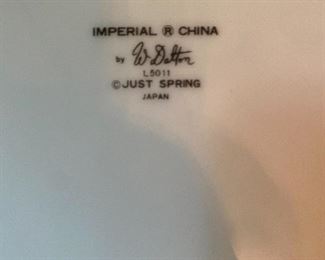 IMPERIAL ® CHINA
by W. Dalton
L5011
© JUST SPRING
JAPAN